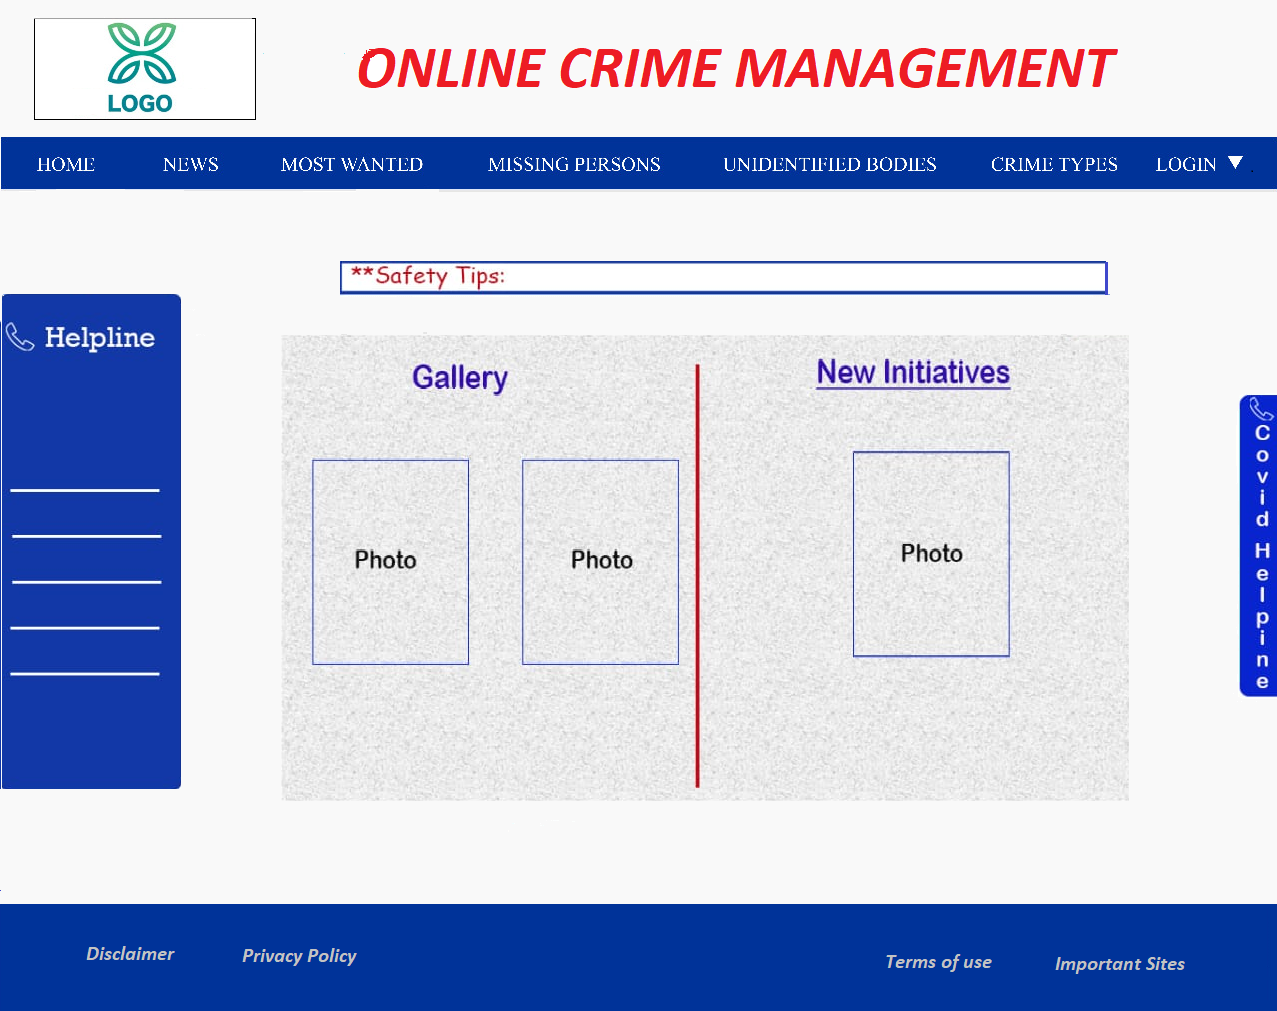 LOGO
ONLINE CRIME MANAGEMENT
HOME NEWS MOST WANTED MISSING PERSONS UNIDENTIFIED BODIES CRIME TYPES LOGIN
**Safety Tips:
Helpline
Gallery
New Initiatives
Photo
Photo
Photo
Covid Helpine
Disclaimer
Privacy Policy
Terms of use
Important Sites